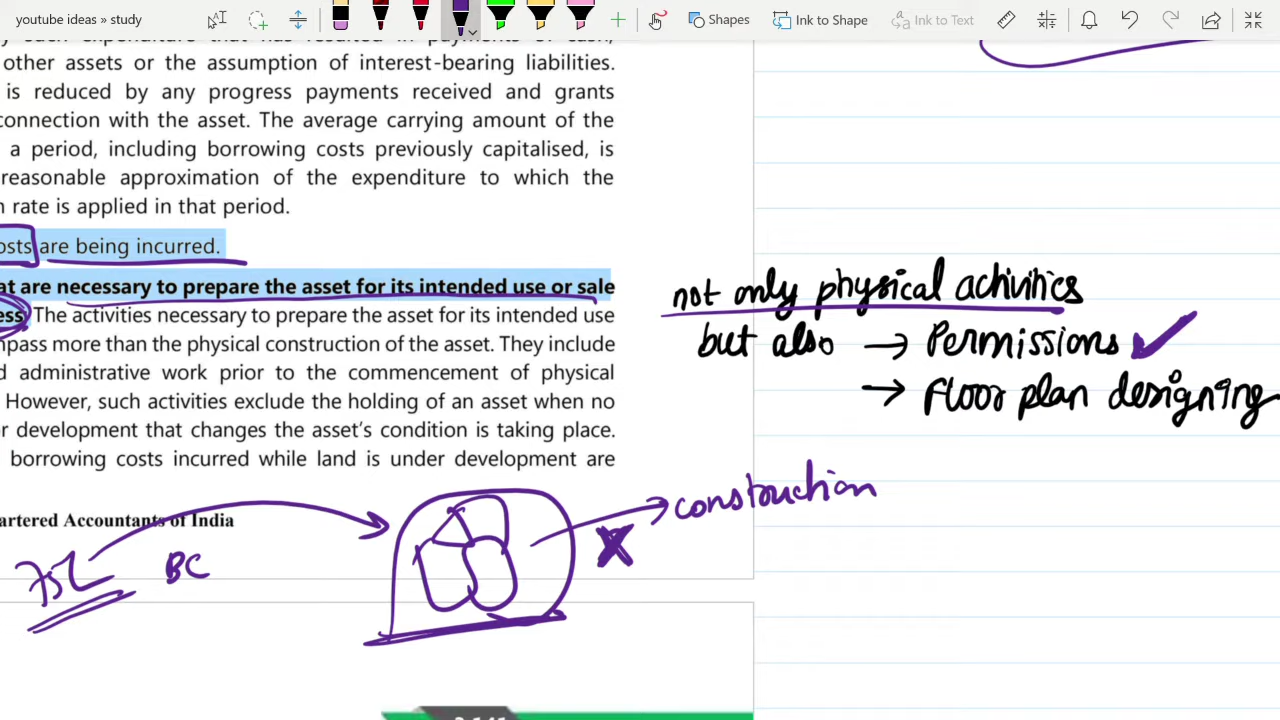 youtube ideas » study
Shapes
Ink to Shape
Ink to Text
other assets or the assumption of interest-bearing liabilities.
is reduced by any progress payments received and grants
connection with the asset. The average carrying amount of the
a period, including borrowing costs previously capitalised, is
reasonable approximation of the expenditure to which the
n rate is applied in that period.
osts are being incurred.
at are necessary to prepare the asset for its intended use or sale
ess The activities necessary to prepare the asset for its intended use
mpass more than the physical construction of the asset. They include
d administrative work prior to the commencement of physical
However, such activities exclude the holding of an asset when no
r development that changes the asset's condition is taking place.
borrowing costs incurred while land is under development are
artered Accountants of India
not only physical activities
but also → Permissions
→ Floor plan designing
construction
75L BC